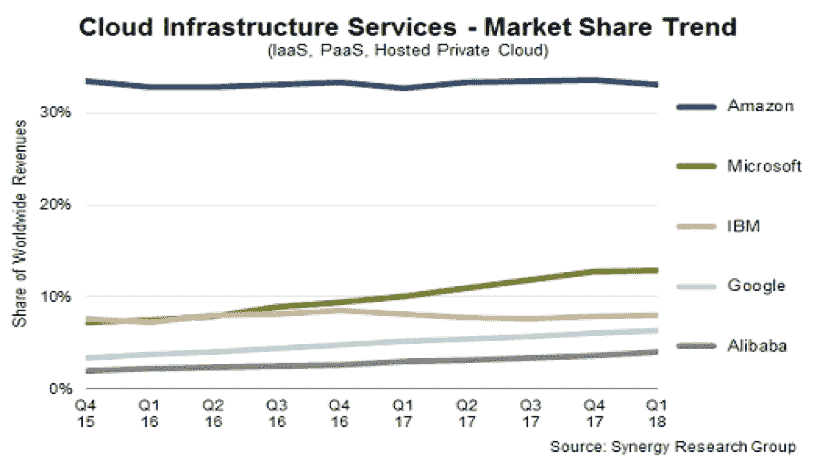 Cloud Infrastructure Services - Market Share Trend
(IaaS, PaaS, Hosted Private Cloud)
Share of Worldwide Revenues
30%
20%
10%
0%
Amazon
Microsoft
IBM
Google
Alibaba
Q4 Q1 Q2 Q3 Q4 Q1 Q2 Q3 Q4 Q1
15 16 16 16 16 17 17 17 17 18
Source: Synergy Research Group